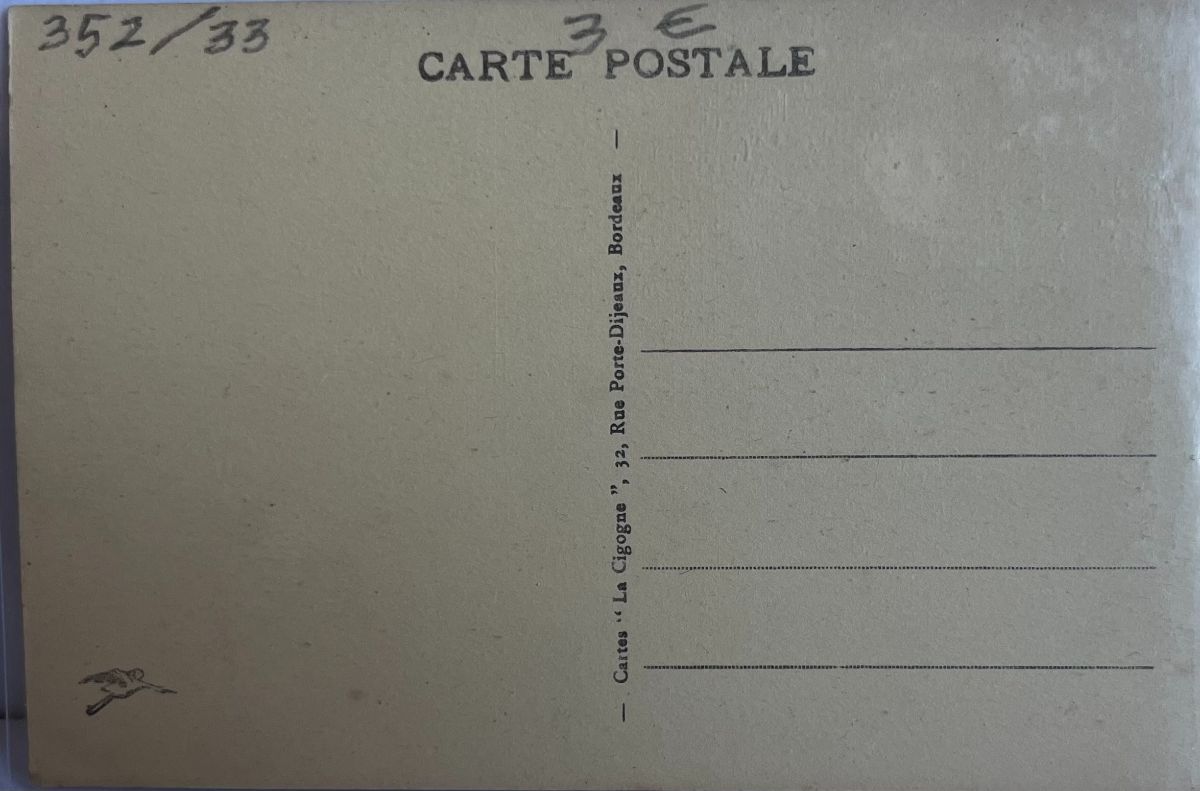 352/33
3 €
CARTE POSTALE
— Cartes “ La Cigogne ”, 32, Rue Porte-Dijeaux, Bordeaux —